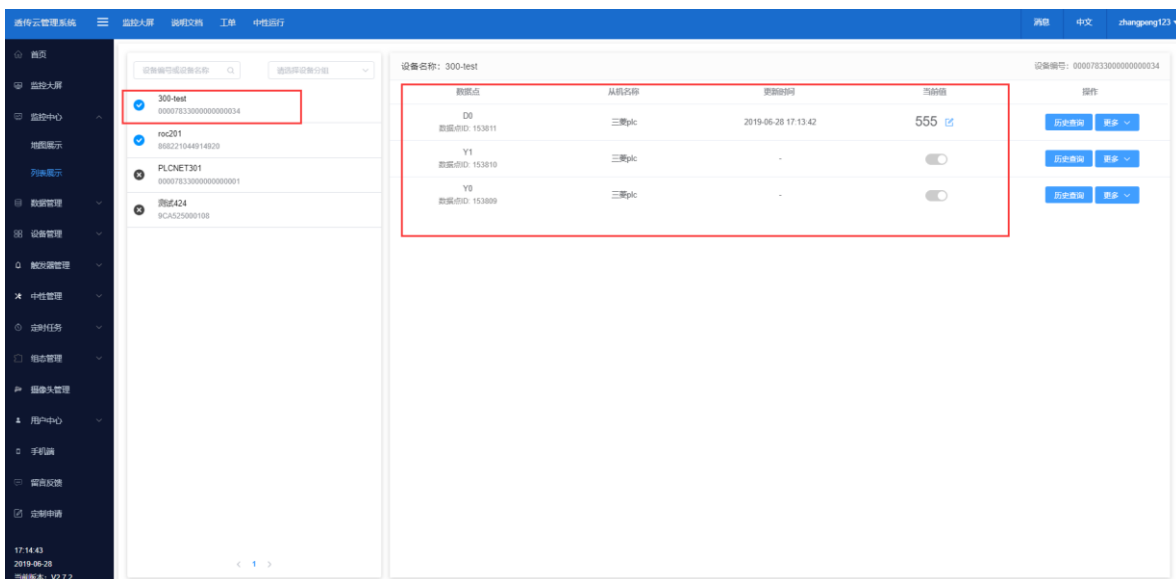 透传云管理系统
监控大屏 说明文档 工单 中性运行
消息 中文 zhangpeng123
首页
监控大屏
监控中心
地图展示
列表展示
数据管理
设备管理
触发器管理
中性管理
定时任务
组态管理
摄像头管理
用户中心
手机端
留言反馈
定制申请
17:14:43
2019-06-28
当前版本: V2.7.2
设备编号或设备名称 请选择设备分组
300-test
00007833000000000034
roc201
868221044914920
PLCNET301
00007833000000000001
测试424
9CA525000108
< 1 >
设备名称: 300-test 设备编号: 00007833000000000034
数据点 从机名称 更新时间 当前值 操作
D0
数据点ID: 153811 三菱plc 2019-06-28 17:13:42 555 历史查询 更多
Y1
数据点ID: 153810 三菱plc - 历史查询 更多
Y0
数据点ID: 153809 三菱plc - 历史查询 更多